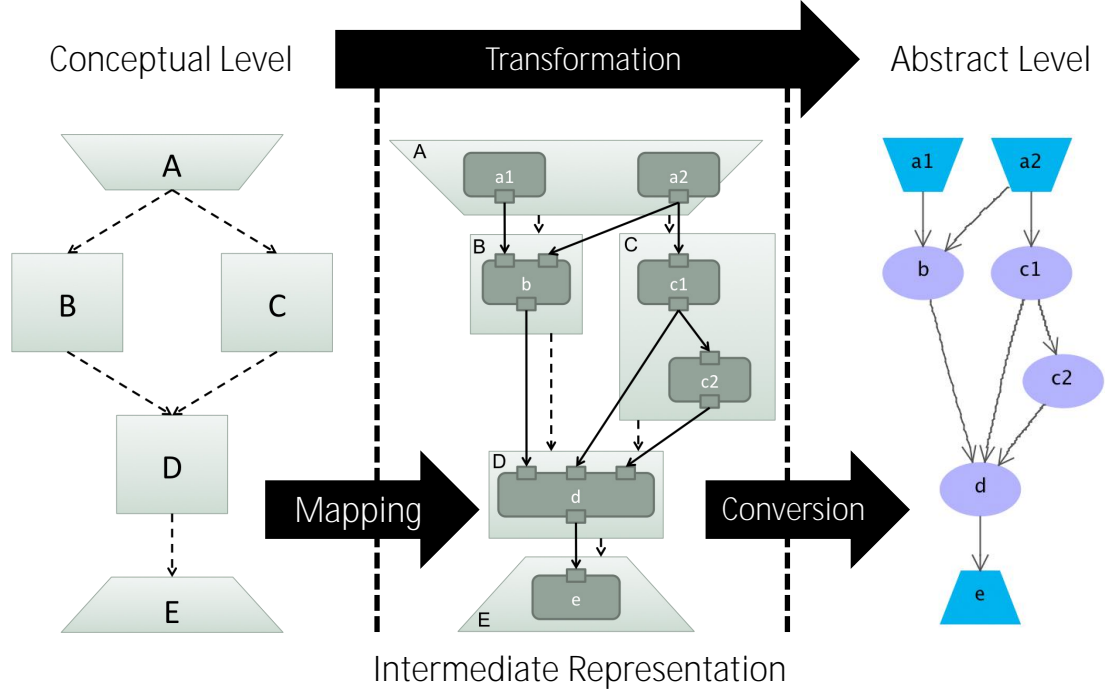 Conceptual Level
Transformation
Abstract Level
A
B
C
D
E
Mapping
A
a1
a2
B
b
C
c1
c2
D
d
E
e
Conversion
a1
a2
b
c1
c2
d
e
Intermediate Representation